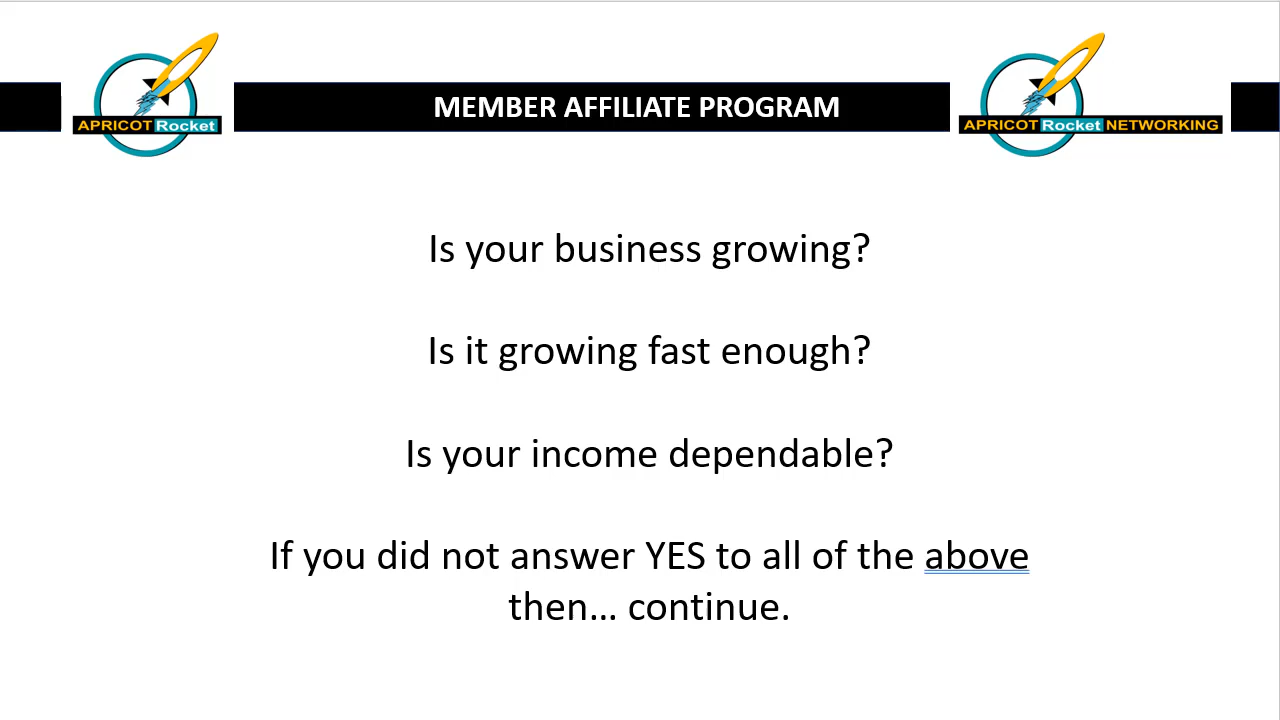 APRICOT Rocket
MEMBER AFFILIATE PROGRAM
APRICOT Rocket NETWORKING
Is your business growing?
Is it growing fast enough?
Is your income dependable?
If you did not answer YES to all of the above
then... continue.